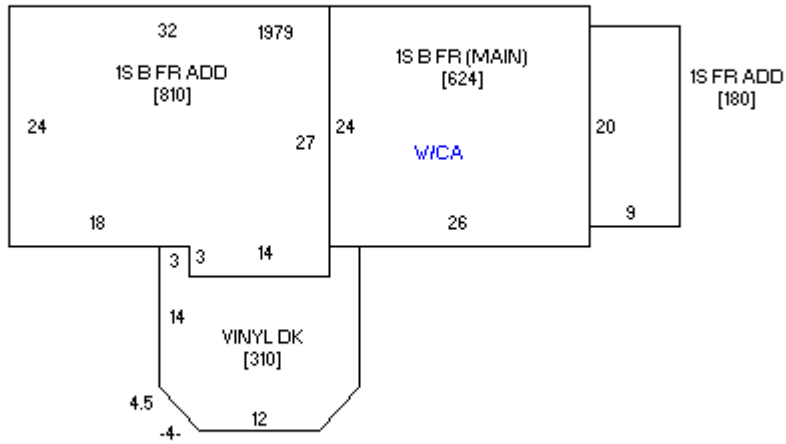 32 1979
1S B FR ADD
[810]
24
27
18
3 3 14
1S B FR (MAIN)
[624]
24
W/CA
26
1S FR ADD
[180]
20
9
14
VINYL DK
[310]
4.5
12
-4-